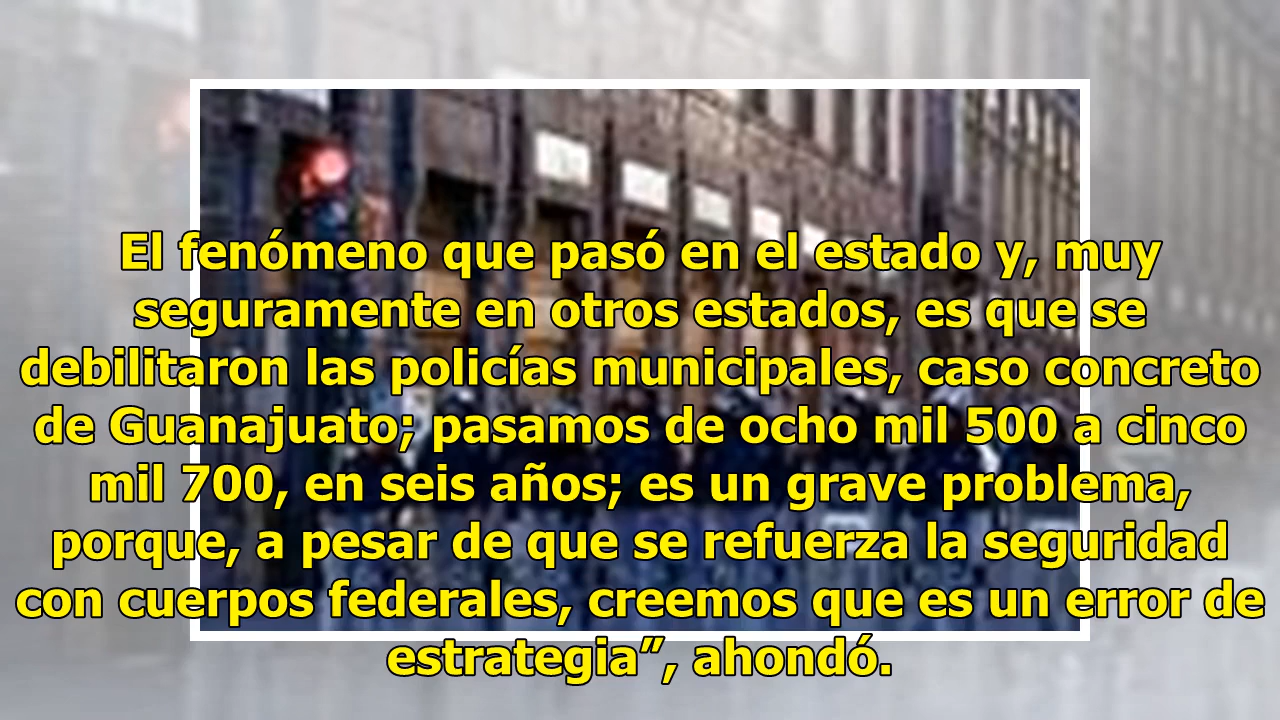 El fenómeno que pasó en el estado y, muy
seguramente en otros estados, es que se
debilitaron las policías municipales, caso concreto
de Guanajuato; pasamos de ocho mil 500 a cinco
mil 700, en seis años; es un grave problema,
porque, a pesar de que se refuerza la seguridad
con cuerpos federales, creemos que es un error de
estrategia”, ahondó.